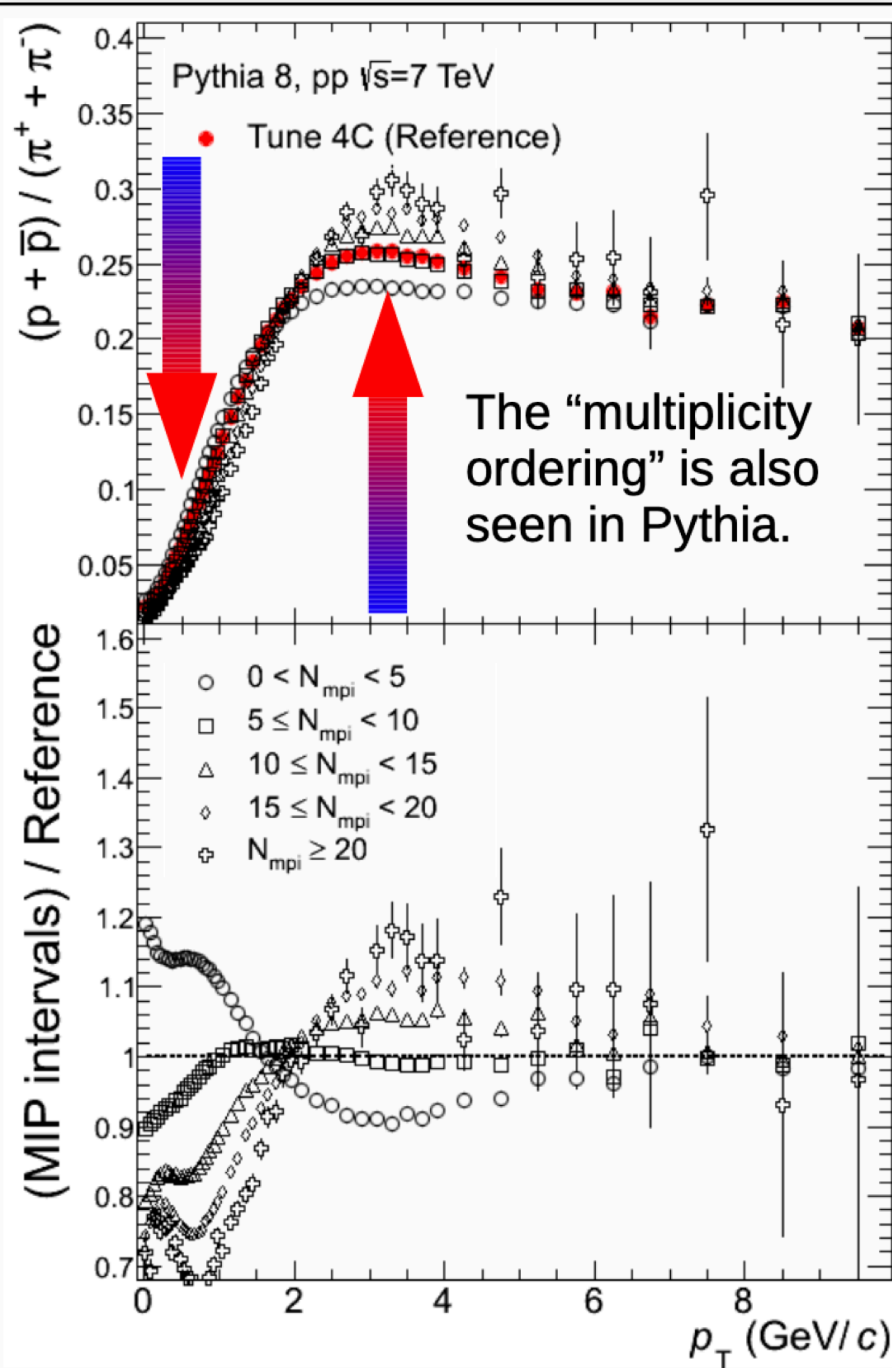 (p + p̅) / (π⁺ + π⁻)
0.4
0.35
0.3
0.25
0.2
0.15
0.1
0.05
Pythia 8, pp √s=7 TeV
Tune 4C (Reference)
The “multiplicity
ordering” is also
seen in Pythia.
(MIP intervals) / Reference
1.6
1.5
1.4
1.3
1.2
1.1
1
0.9
0.8
0.7
0 < N_mpi < 5
5 ≤ N_mpi < 10
10 ≤ N_mpi < 15
15 ≤ N_mpi < 20
N_mpi ≥ 20
0 2 4 6 8
p_T (GeV/c)